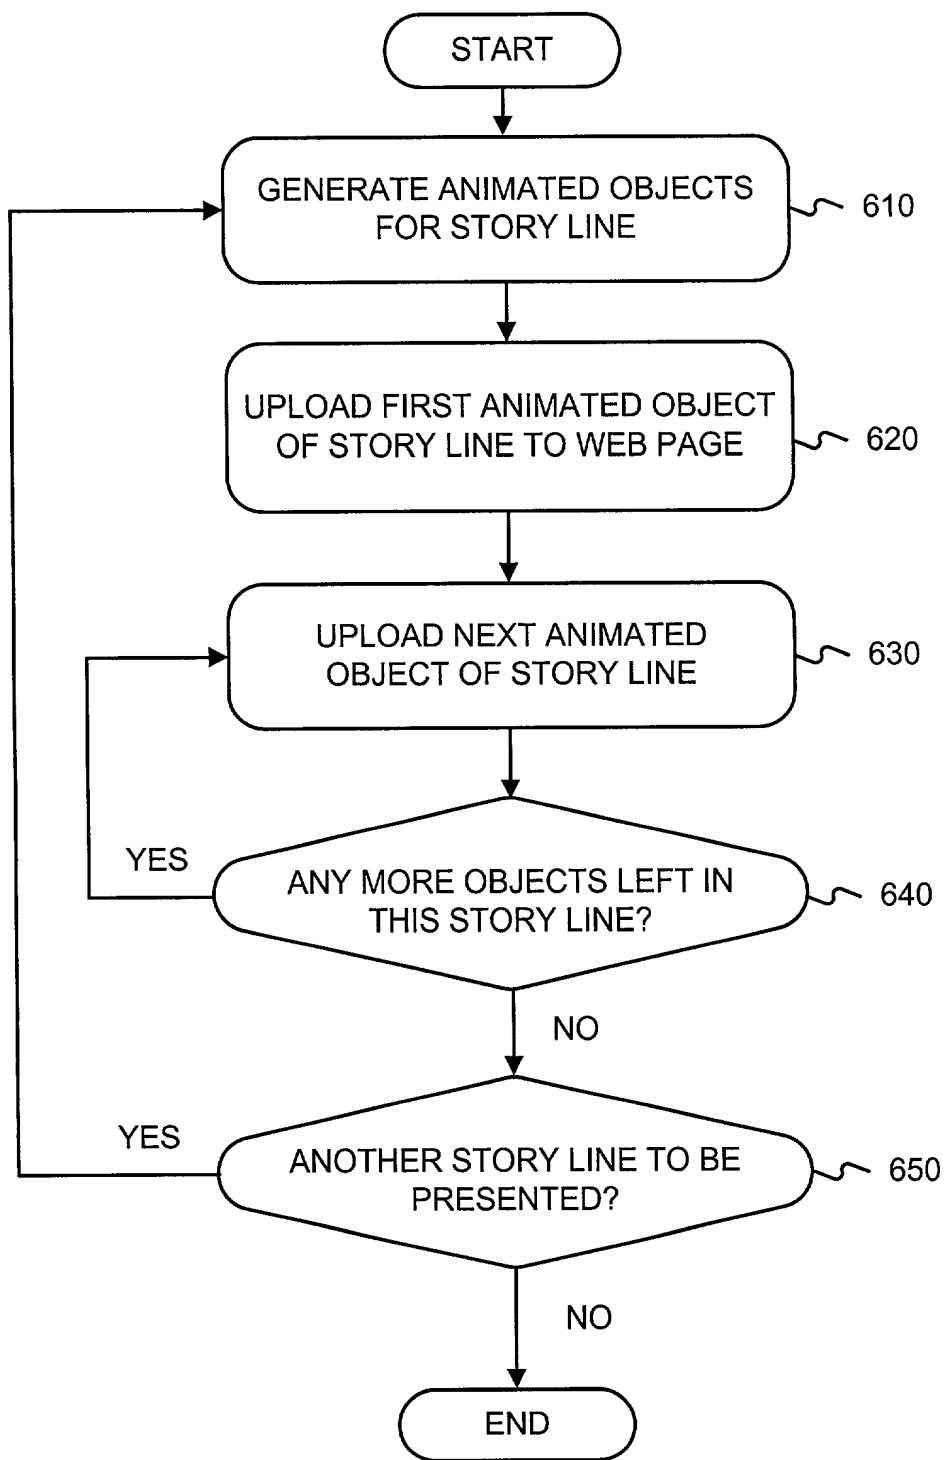 START
GENERATE ANIMATED OBJECTS
FOR STORY LINE
610
UPLOAD FIRST ANIMATED OBJECT
OF STORY LINE TO WEB PAGE
620
UPLOAD NEXT ANIMATED
OBJECT OF STORY LINE
630
YES
ANY MORE OBJECTS LEFT IN
THIS STORY LINE?
640
NO
YES
ANOTHER STORY LINE TO BE
PRESENTED?
650
NO
END